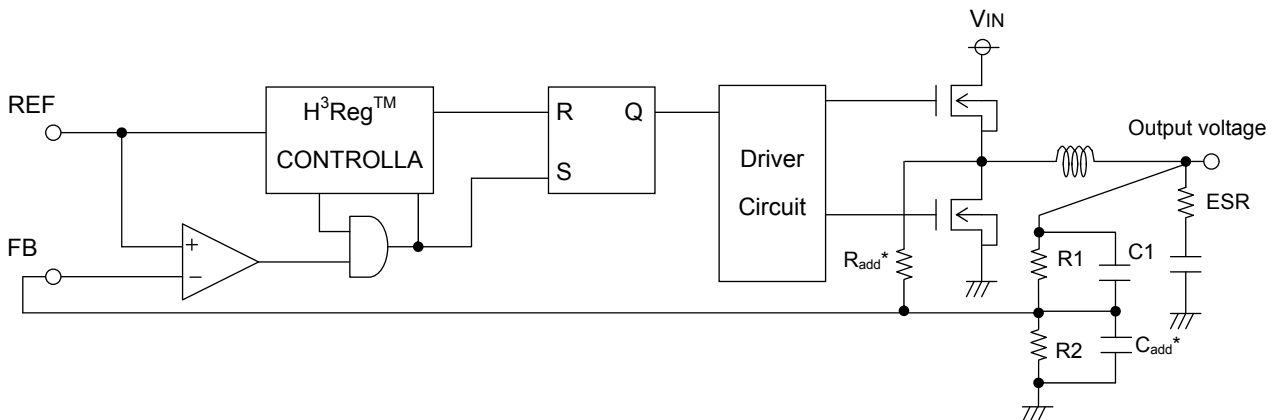 VIN
REF
H³Reg™
CONTROLLA
R
Q
S
Driver
Circuit
Output voltage
ESR
FB
+
−
Radd*
R1
C1
R2
Cadd*